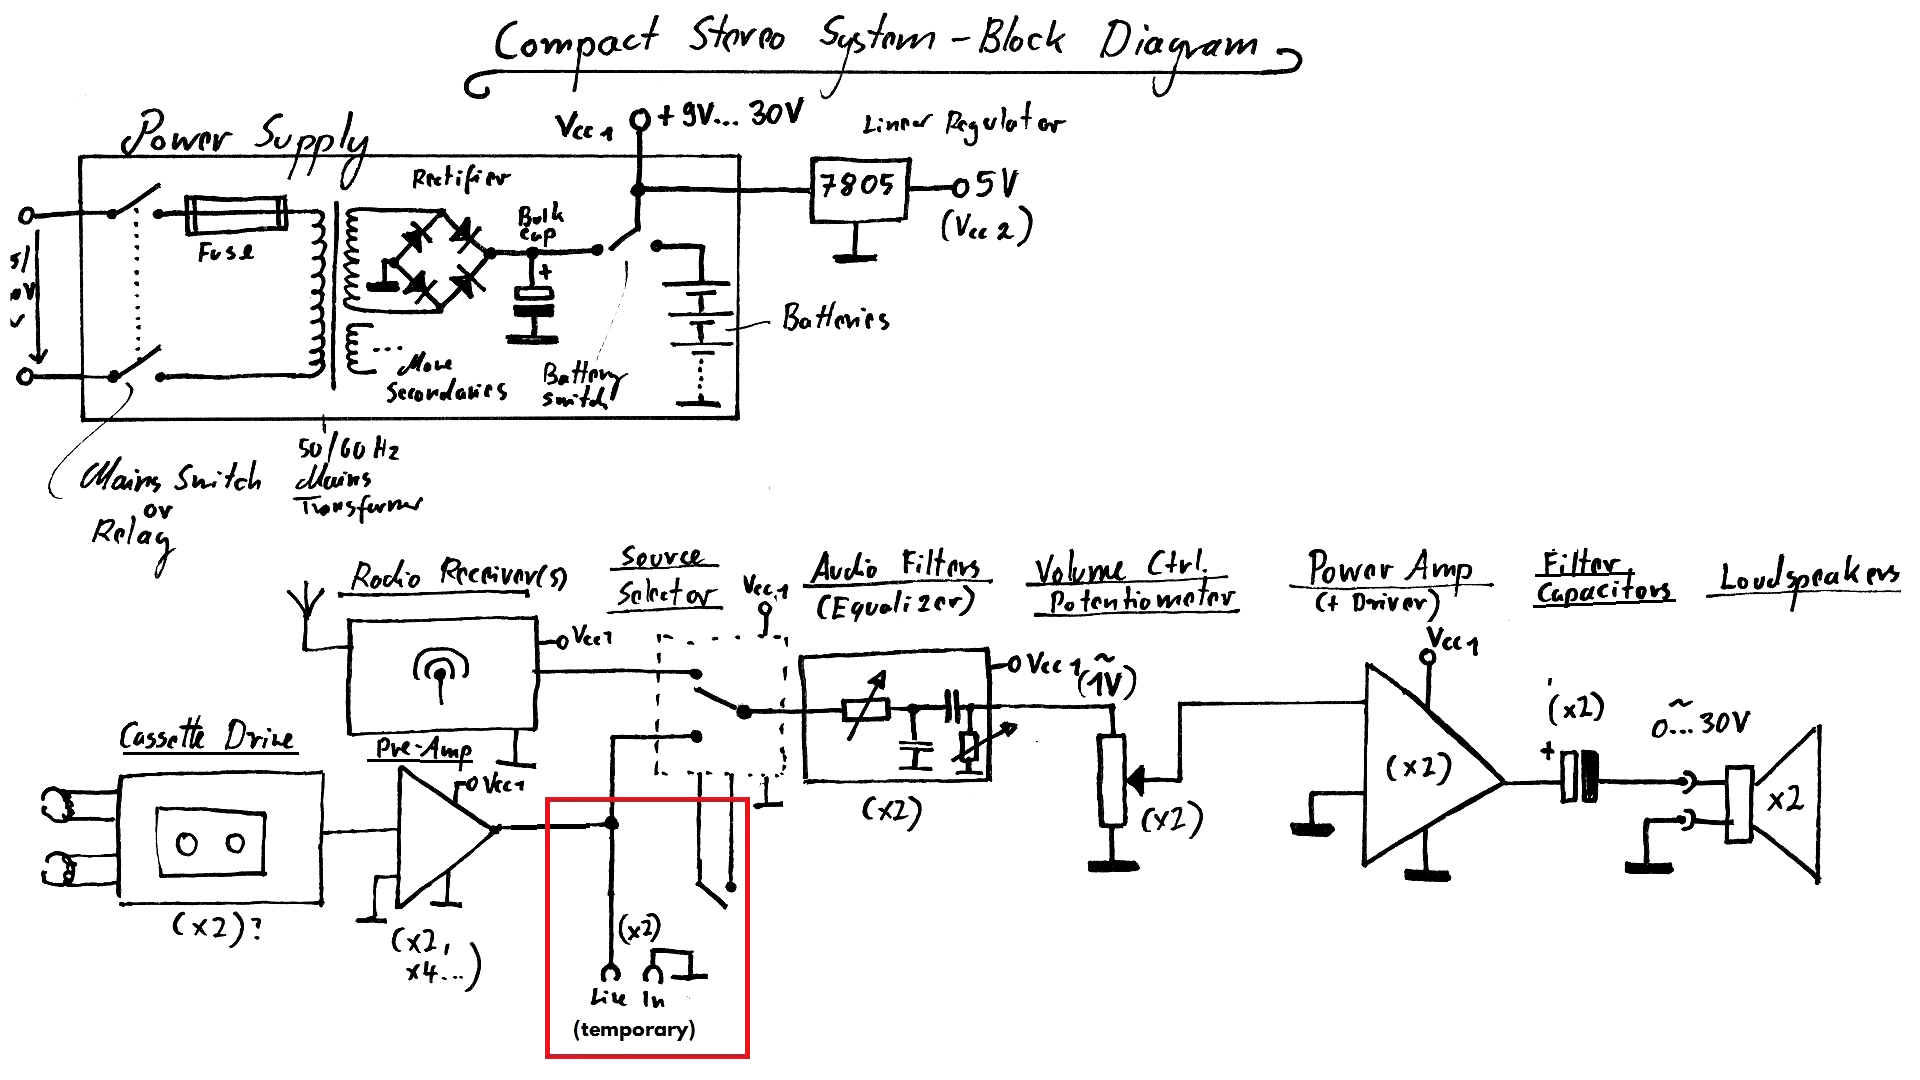 Compact Stereo System - Block Diagram
Power Supply
Vcc1
+9V... 30V
Linear Regulator
Rectifier
Bulk
Cap
+
7805
5V
(Vcc2)
Fuse
Batteries
... More
Secondaries
Battery
switch
50/60 Hz
Mains
Transformer
Mains Switch
or
Relay
Radio Receiver(s)
Source
Selector
Vcc1
Audio Filters
(Equalizer)
Volume Ctrl.
Potentiometer
Power Amp
(+ Driver)
Filter
Capacitors
Loudspeakers
Vcc1
Vcc1
~
(1V)
Vcc1
(x2)
~
0...30V
+
Cassette Drive
Pre-Amp
Vcc1
(x2)
x2
(x2)
(x2)
(x2)?
(x2,
x4...)
(x2)
Line In
(temporary)